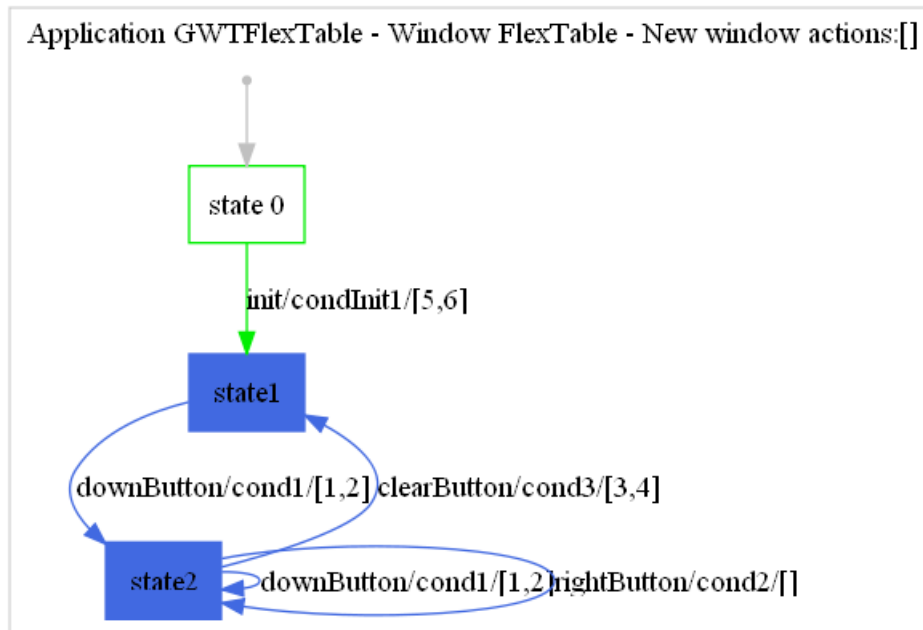 Application GWTFlexTable - Window FlexTable - New window actions:[]
state 0
init/condInit1/[5,6]
state1
downButton/cond1/[1,2]
clearButton/cond3/[3,4]
state2
downButton/cond1/[1,2]
rightButton/cond2/[]